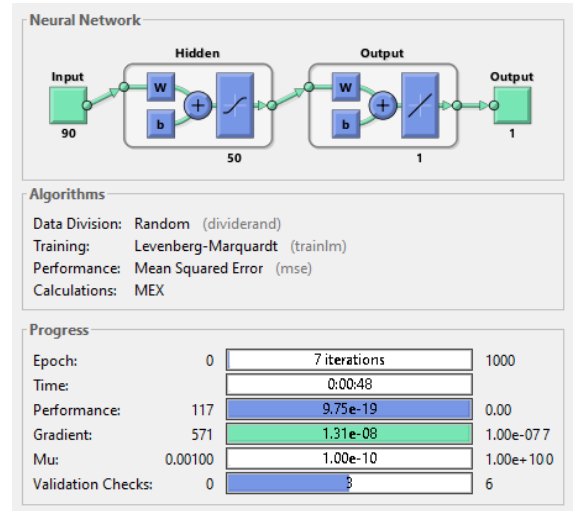 Neural Network
Hidden
Output
Input
W
W
Output
+
+
b
b
90
1
50
1
Algorithms
Data Division: Random (dividerand)
Training: Levenberg-Marquardt (trainlm)
Performance: Mean Squared Error (mse)
Calculations: MEX
Progress
Epoch: 0 7 iterations 1000
Time: 0:00:48
Performance: 117 9.75e-19 0.00
Gradient: 571 1.31e-08 1.00e-077
Mu: 0.00100 1.00e-10 1.00e+100
Validation Checks: 0 3 6